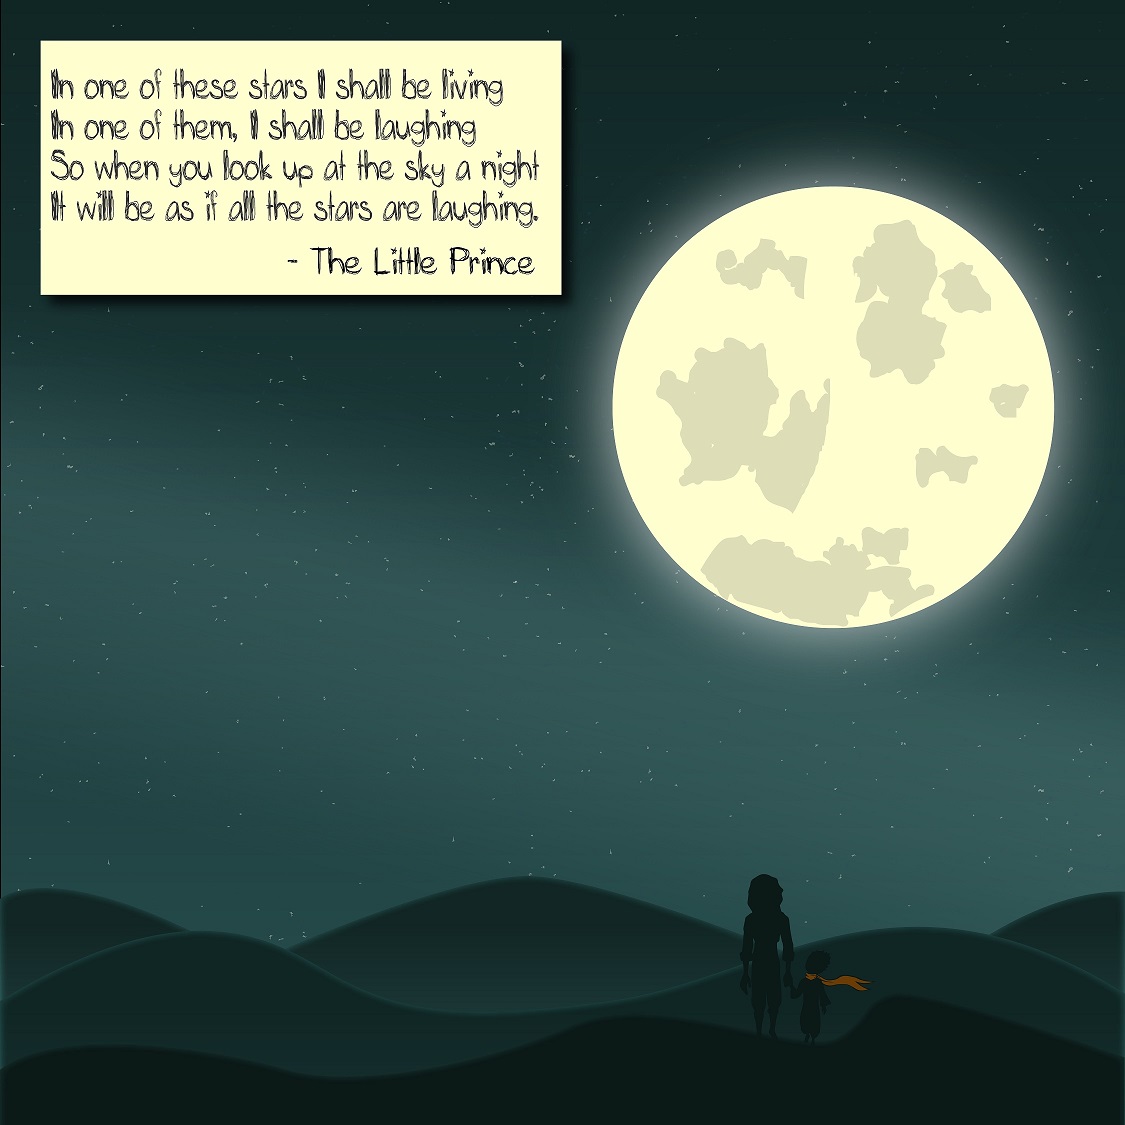 In one of these stars I shall be living
In one of them, I shall be laughing
So when you look up at the sky a night
It will be as if all the stars are laughing.
- The Little Prince